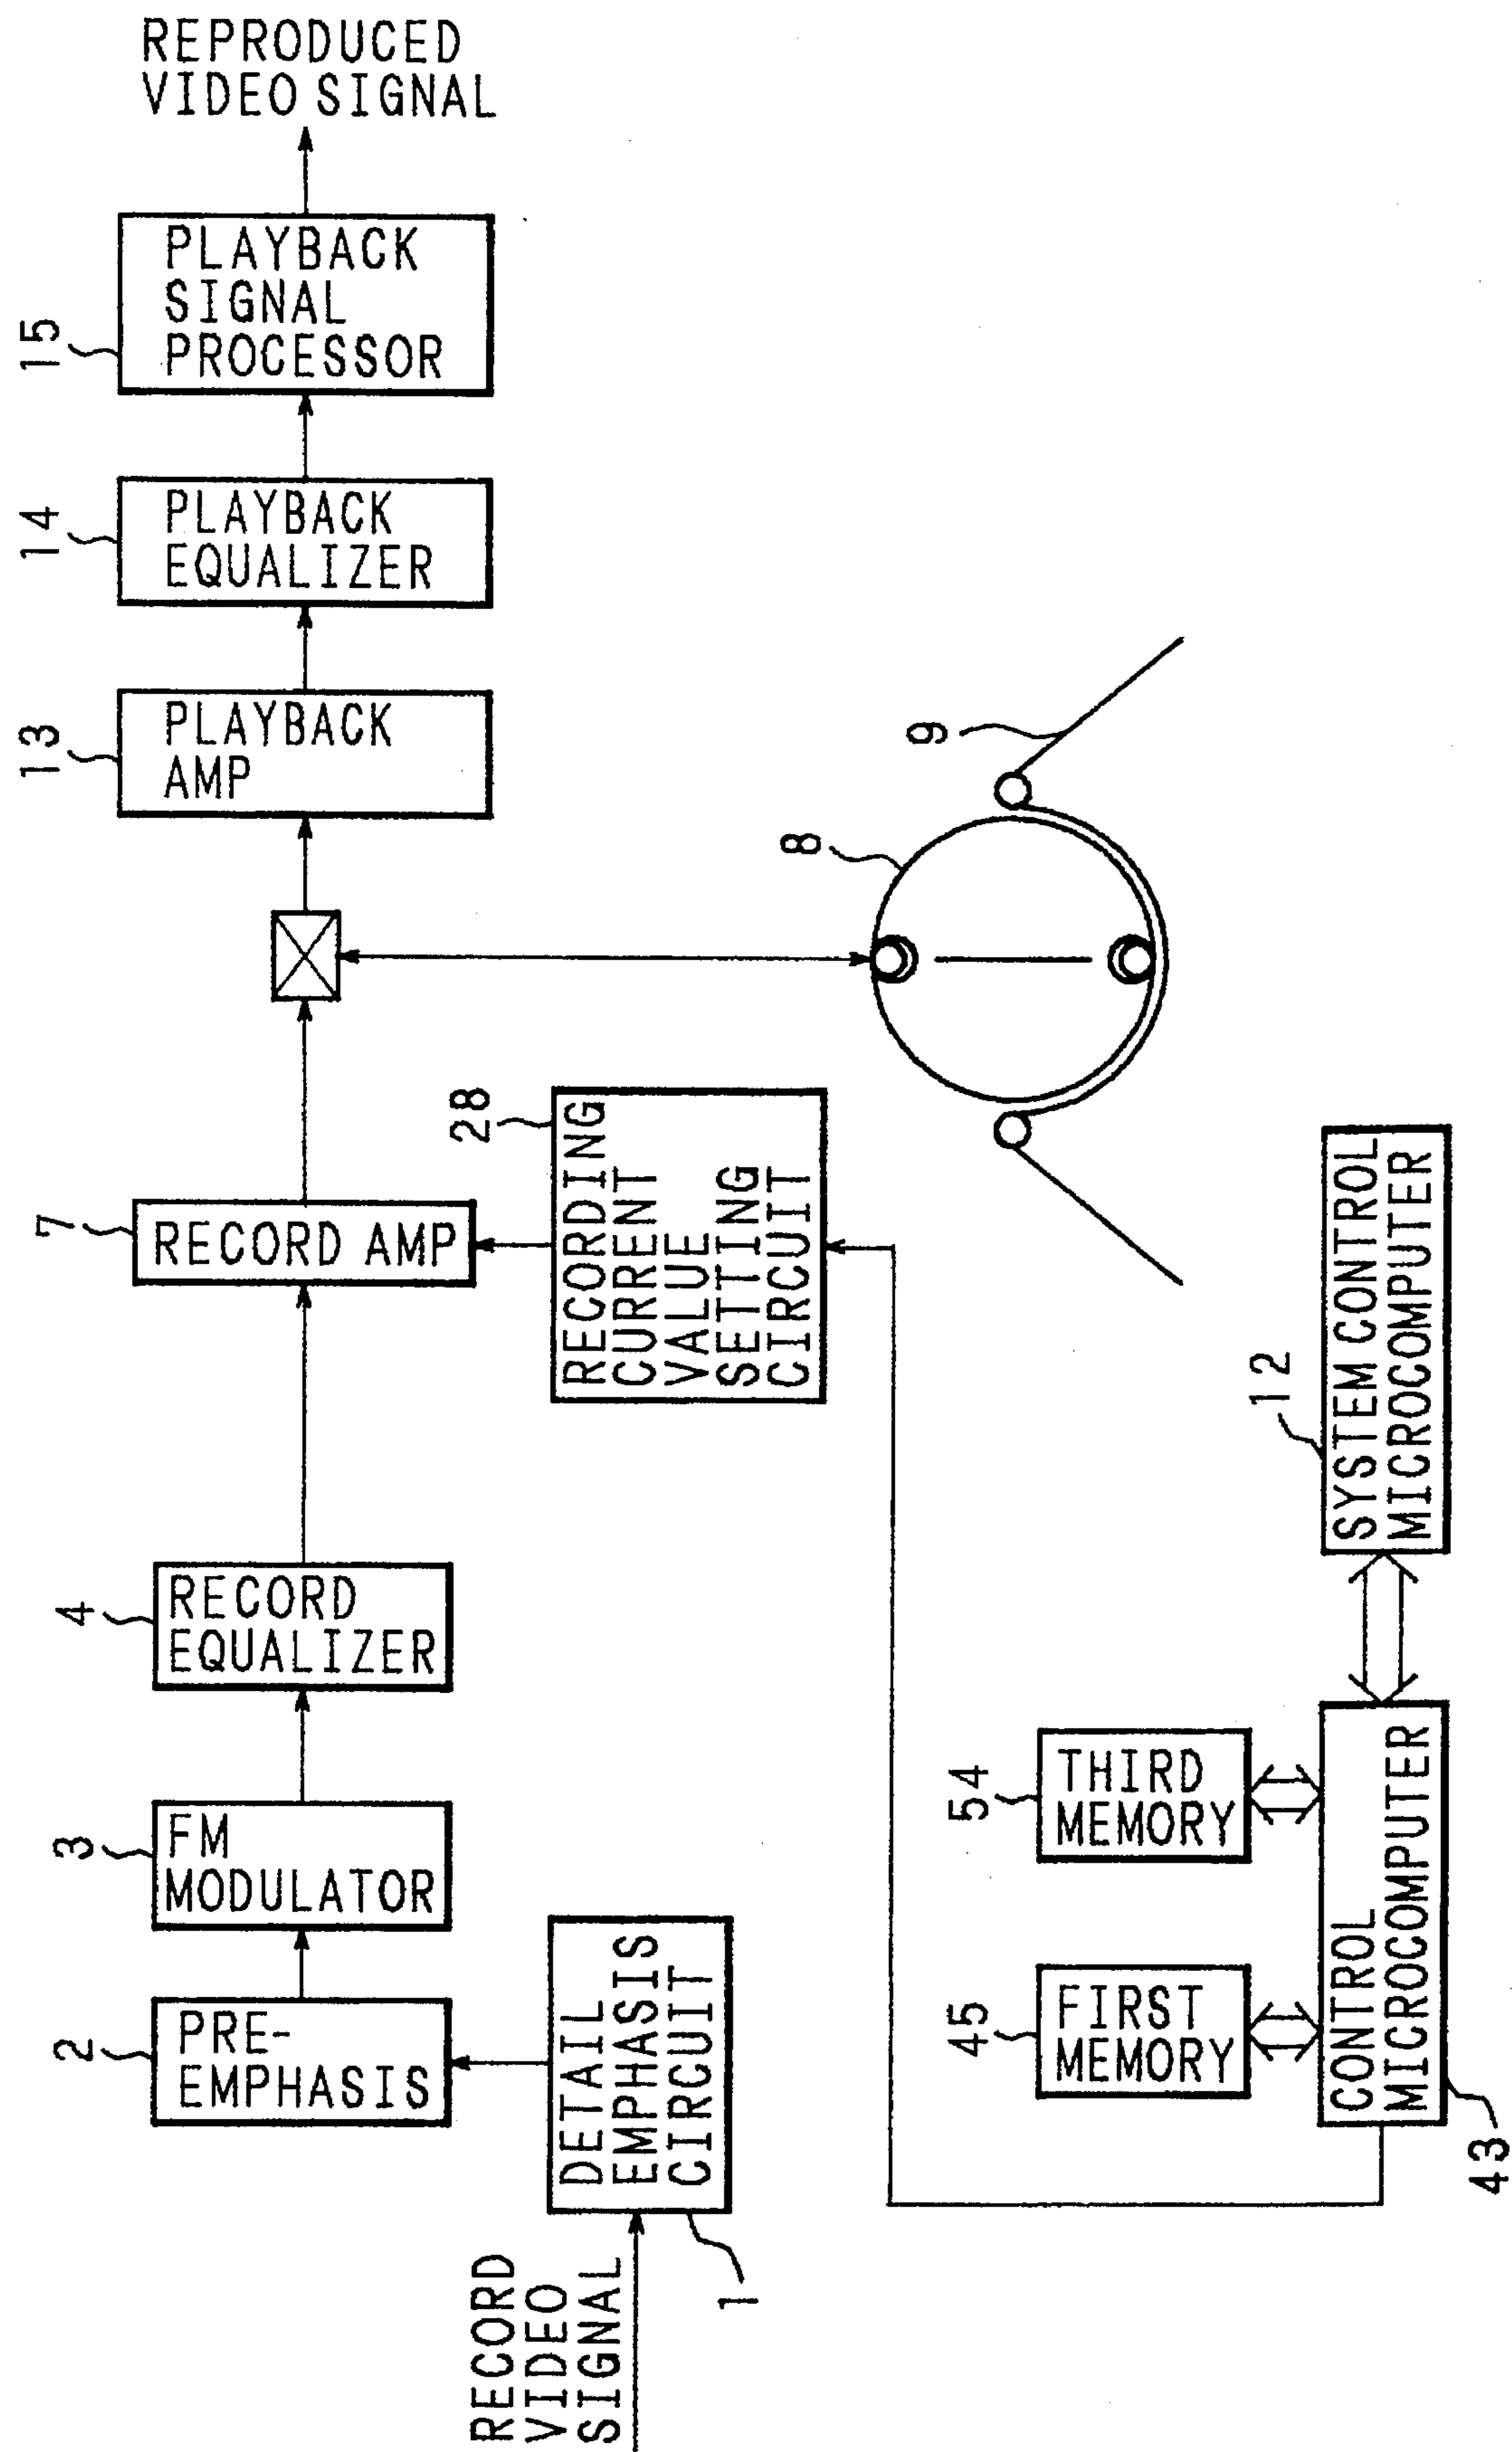 RECORD
VIDEO
SIGNAL
1
DETAIL
EMPHASIS
CIRCUIT
2
PRE-
EMPHASIS
3
FM
MODULATOR
4
RECORD
EQUALIZER
7
RECORD AMP
28
RECORDING
CURRENT
VALUE
SETTING
CIRCUIT
13
PLAYBACK
AMP
14
PLAYBACK
EQUALIZER
15
PLAYBACK
SIGNAL
PROCESSOR
REPRODUCED
VIDEO SIGNAL
8
9
45
FIRST
MEMORY
54
THIRD
MEMORY
43
CONTROL
MICROCOMPUTER
12
SYSTEM CONTROL
MICROCOMPUTER